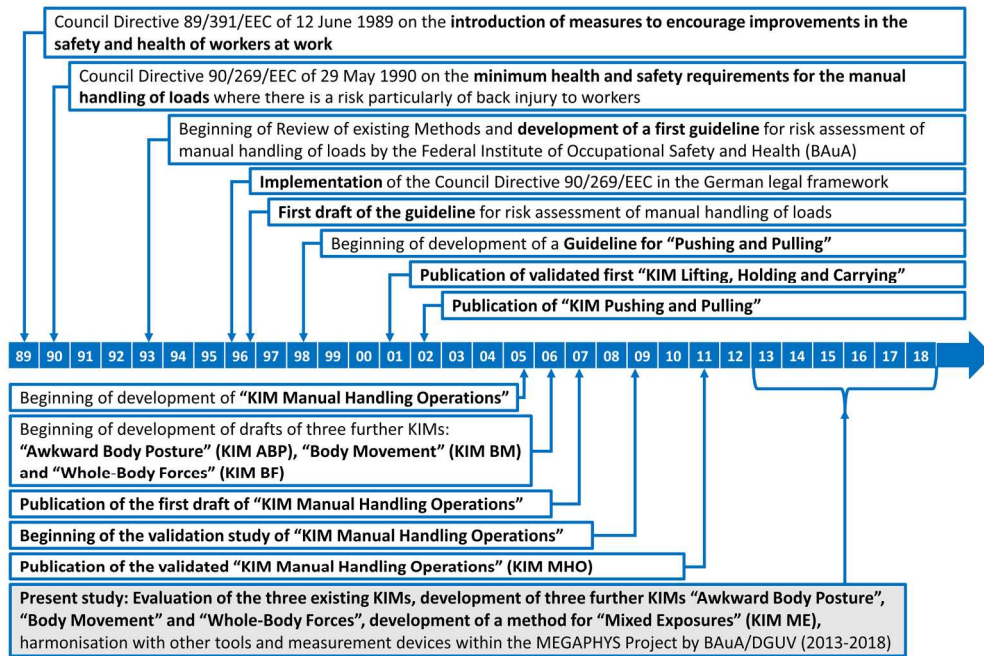 Council Directive 89/391/EEC of 12 June 1989 on the introduction of measures to encourage improvements in the
safety and health of workers at work
Council Directive 90/269/EEC of 29 May 1990 on the minimum health and safety requirements for the manual
handling of loads where there is a risk particularly of back injury to workers
Beginning of Review of existing Methods and development of a first guideline for risk assessment of
manual handling of loads by the Federal Institute of Occupational Safety and Health (BAuA)
Implementation of the Council Directive 90/269/EEC in the German legal framework
First draft of the guideline for risk assessment of manual handling of loads
Beginning of development of a Guideline for “Pushing and Pulling”
Publication of validated first “KIM Lifting, Holding and Carrying”
Publication of “KIM Pushing and Pulling”
89 90 91 92 93 94 95 96 97 98 99 00 01 02 03 04 05 06 07 08 09 10 11 12 13 14 15 16 17 18
Beginning of development of “KIM Manual Handling Operations”
Beginning of development of drafts of three further KIMs:
“Awkward Body Posture” (KIM ABP), “Body Movement” (KIM BM)
and “Whole-Body Forces” (KIM BF)
Publication of the first draft of “KIM Manual Handling Operations”
Beginning of the validation study of “KIM Manual Handling Operations”
Publication of the validated “KIM Manual Handling Operations” (KIM MHO)
Present study: Evaluation of the three existing KIMs, development of three further KIMs “Awkward Body Posture”,
“Body Movement” and “Whole-Body Forces”, development of a method for “Mixed Exposures” (KIM ME),
harmonisation with other tools and measurement devices within the MEGAPHYS Project by BAuA/DGUV (2013-2018)